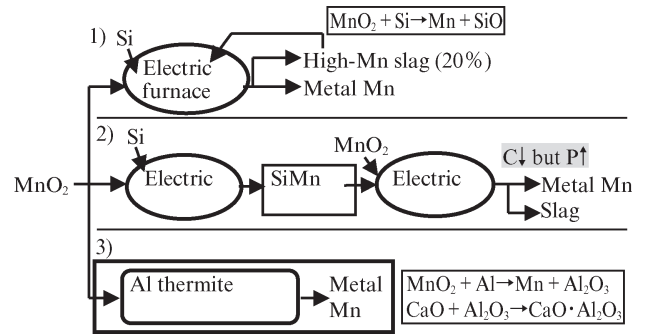 MnO₂ + Si→Mn + SiO
1) Si
Electric
furnace
High-Mn slag (20%)
Metal Mn
2) Si
MnO₂
C↓ but P↑
MnO₂
Electric
SiMn
Electric
Metal Mn
Slag
3)
Al thermite
Metal
Mn
MnO₂ + Al→Mn + Al₂O₃
CaO + Al₂O₃→CaO·Al₂O₃